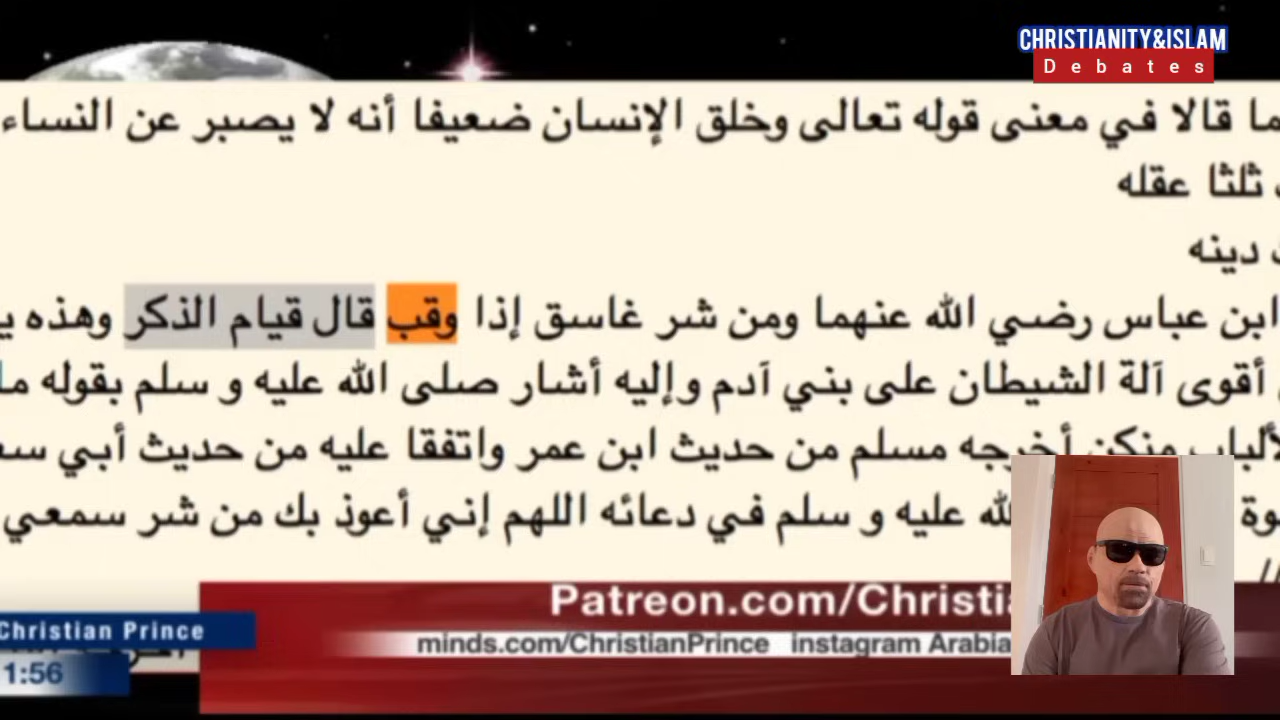 CHRISTIANITY&ISLAM
Debates
ما قالا في معنى قوله تعالى وخلق الإنسان ضعيفا أنه لا يصبر عن النساء
ثلثا عقله
دينه
ابن عباس رضي الله عنهما ومن شر غاسق إذا وقب قال قيام الذكر وهذه
أقوى آلة الشيطان على بني آدم وإليه أشار صلى الله عليه و سلم بقوله ما
منكن أخرجه مسلم من حديث ابن عمر واتفقا عليه من حديث أبي
الله عليه و سلم في دعائه اللهم إني أعوذ بك من شر سمعي
Patreon.com/Christi
Christian Prince
minds.com/ChristianPrince instagram Arabia
1:56